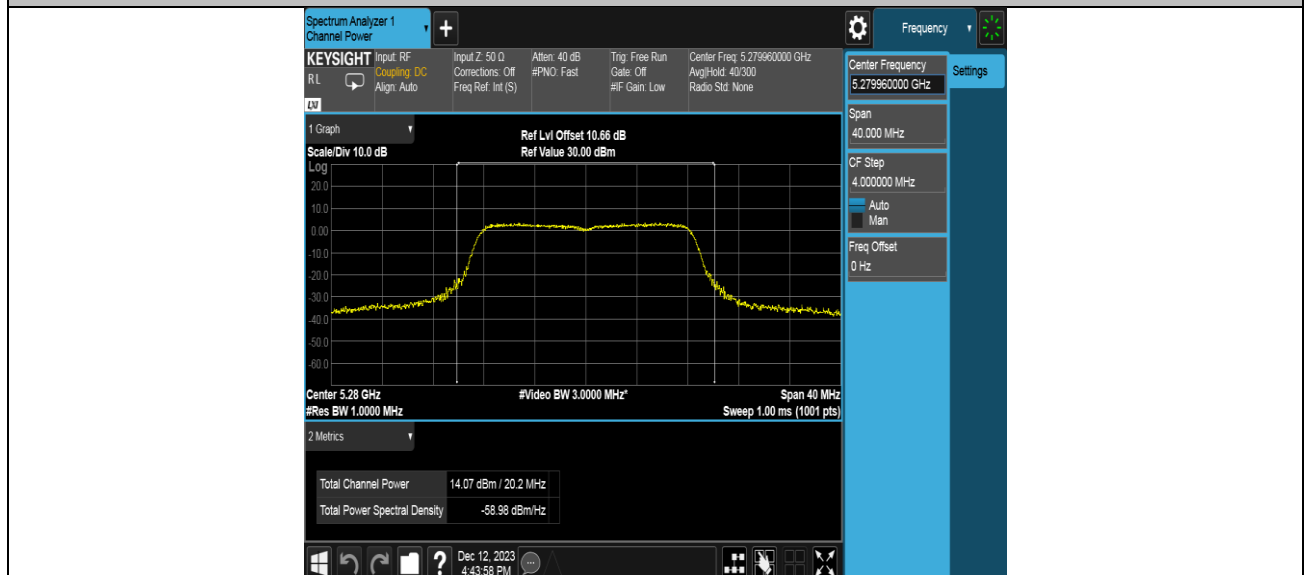 Spectrum Analyzer 1
Channel Power
+
Frequency
KEYSIGHT
RL
LXI
Input: RF
Coupling: DC
Align: Auto
Input Z: 50 Ω
Corrections: Off
Freq Ref: Int (S)
Atten: 40 dB
#PNO: Fast
Trig: Free Run
Gate: Off
#IF Gain: Low
Center Freq: 5.279960000 GHz
Avg|Hold: 40/300
Radio Std: None
Center Frequency
5.279960000 GHz
Settings
Span
40.000 MHz
CF Step
4.000000 MHz
Auto
Man
Freq Offset
0 Hz
1 Graph
Scale/Div 10.0 dB
Ref Lvl Offset 10.66 dB
Ref Value 30.00 dBm
Log
20.0
10.0
0.00
-10.0
-20.0
-30.0
-40.0
-50.0
-60.0
Center 5.28 GHz
#Res BW 1.0000 MHz
#Video BW 3.0000 MHz*
Span 40 MHz
Sweep 1.00 ms (1001 pts)
2 Metrics
Total Channel Power 14.07 dBm / 20.2 MHz
Total Power Spectral Density -58.98 dBm/Hz
?
Dec 12, 2023
4:43:58 PM